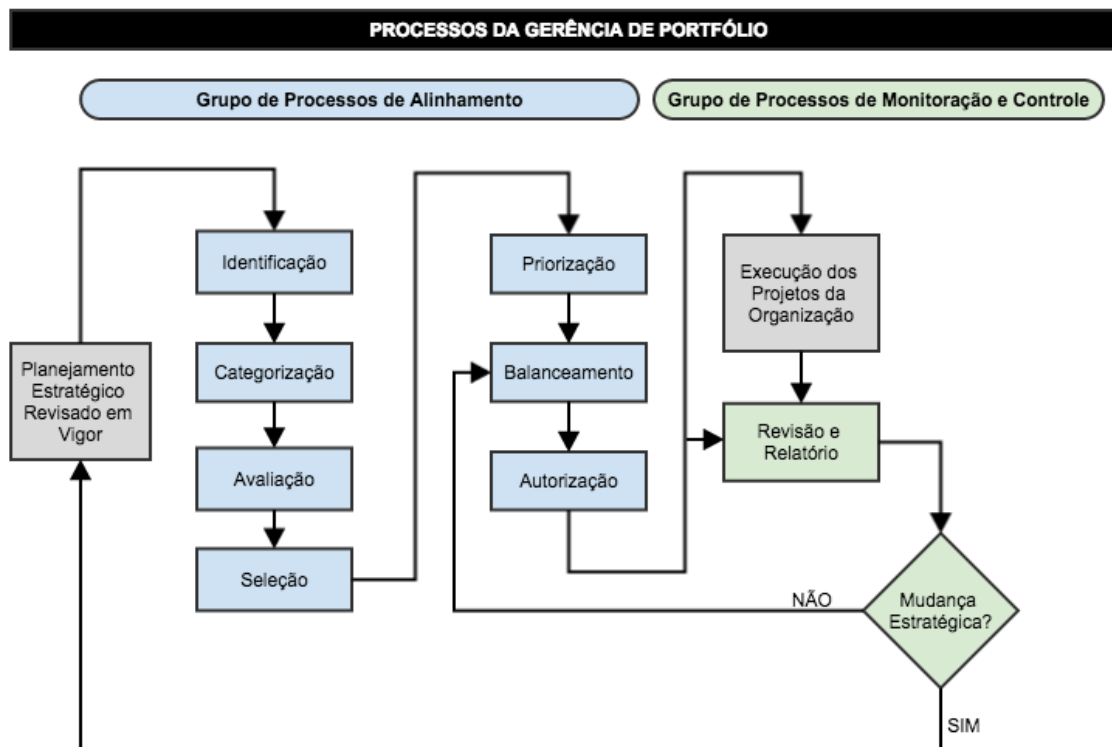 PROCESSOS DA GERÊNCIA DE PORTFÓLIO
Grupo de Processos de Alinhamento
Grupo de Processos de Monitoração e Controle
Planejamento
Estratégico
Revisado em
Vigor
Identificação
Categorização
Avaliação
Seleção
Priorização
Balanceamento
Autorização
Execução dos
Projetos da
Organização
Revisão e
Relatório
Mudança
Estratégica?
NÃO
SIM